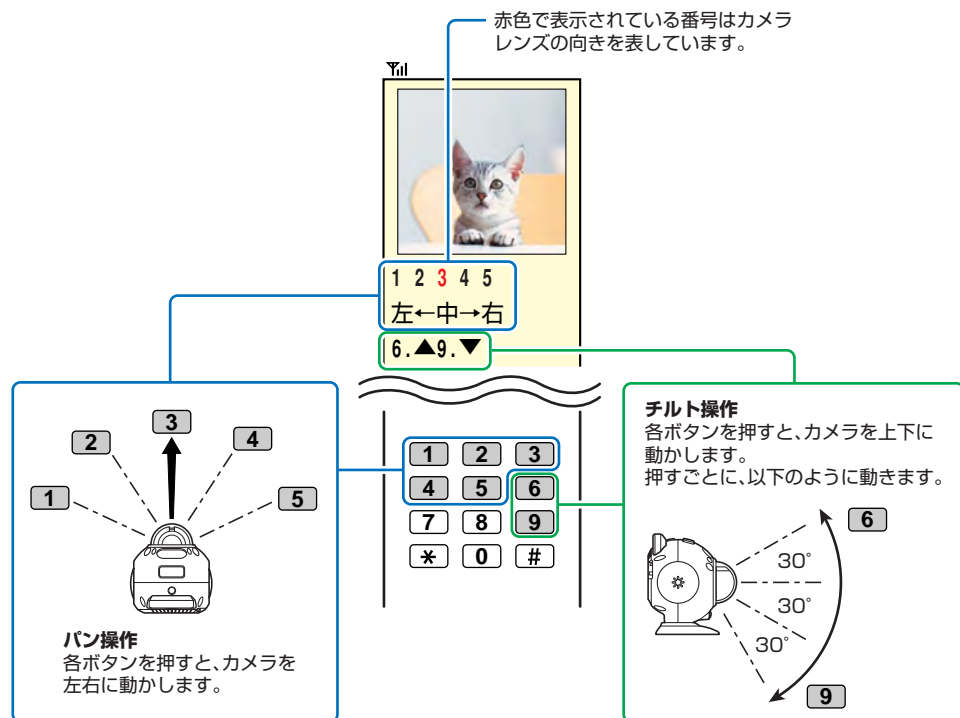 赤色で表示されている番号はカメラ
レンズの向きを表しています。
1 2 3 4 5
左←中→右
6.▲9.▼
3
2 4
1 5
パン操作
各ボタンを押すと、カメラを
左右に動かします。
1 2 3
4 5 6
7 8 9
* 0 #
チルト操作
各ボタンを押すと、カメラを上下に
動かします。
押すごとに、以下のように動きます。
6
30°
30°
30°
9